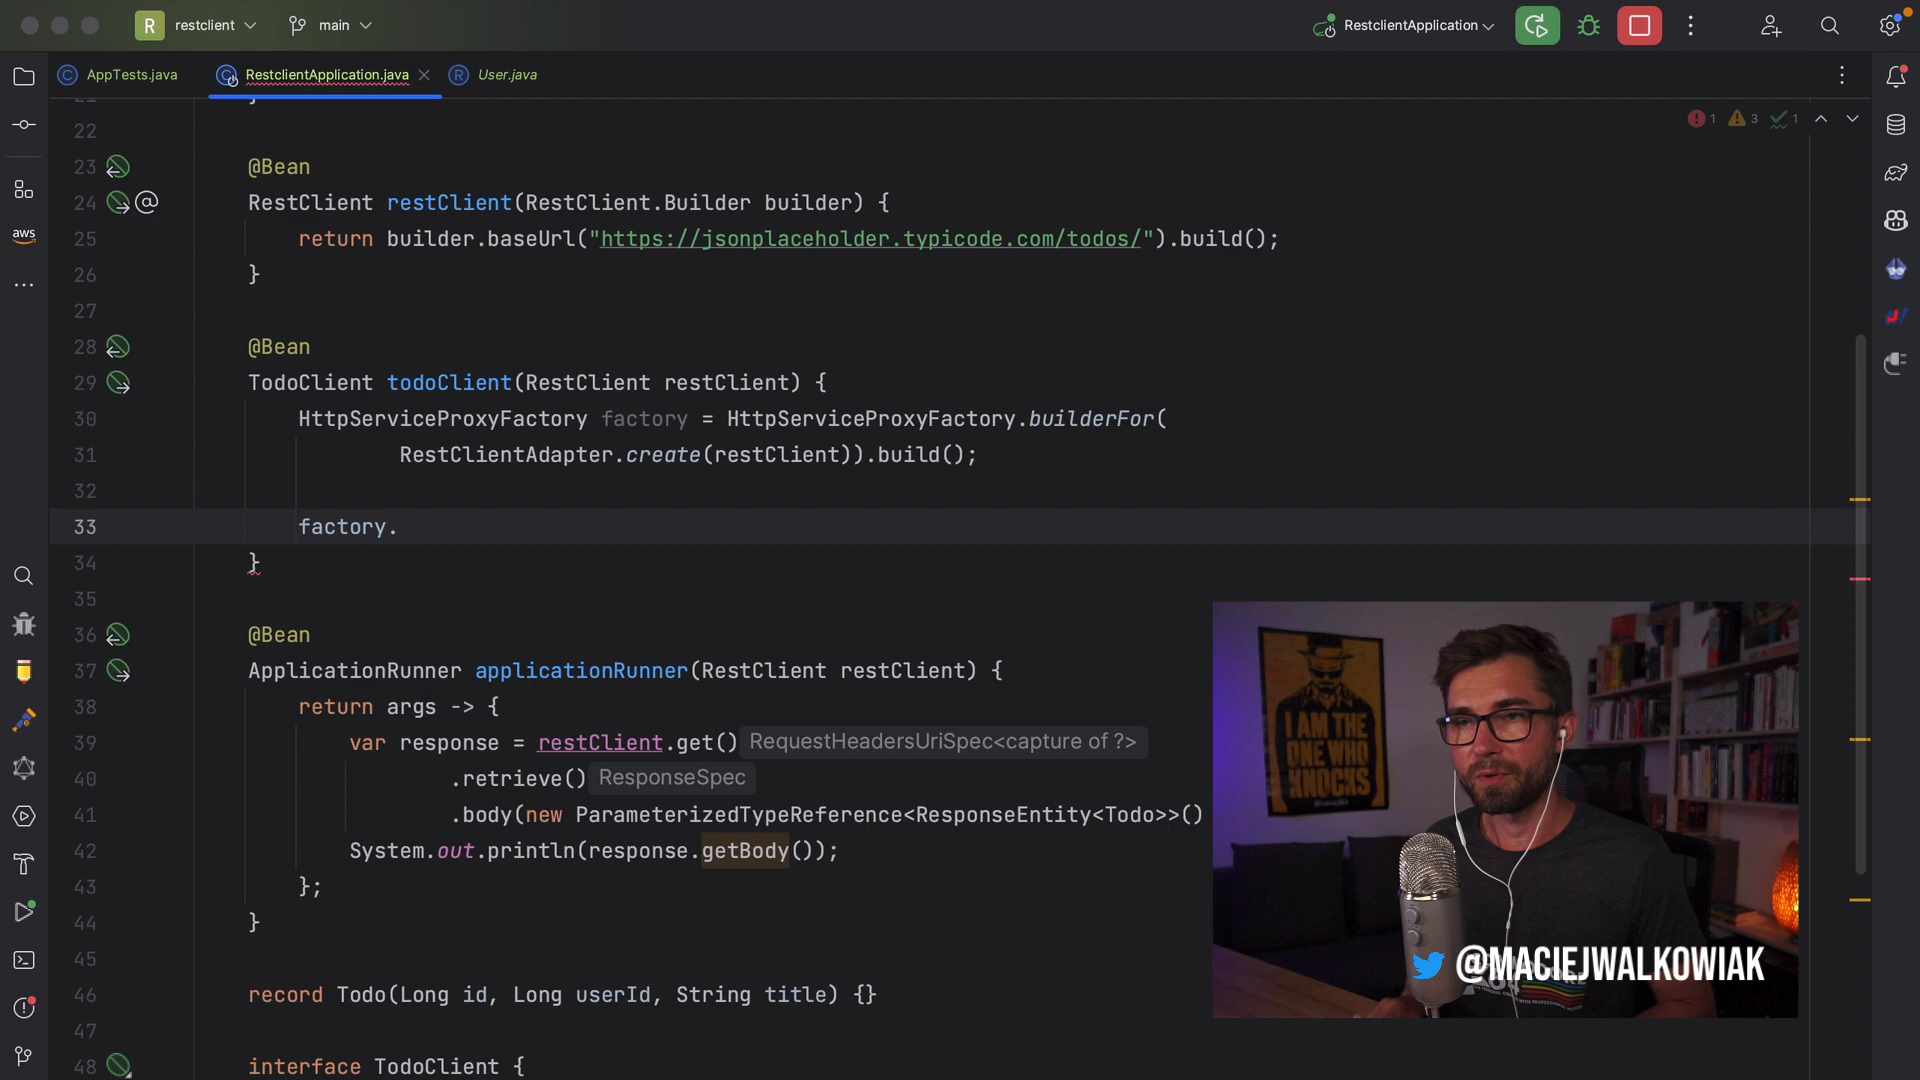 R restclient main RestclientApplication
AppTests.java RestclientApplication.java User.java
aws
1 3 1
22
23 @Bean
24 RestClient restClient(RestClient.Builder builder) {
25 return builder.baseUrl("https://jsonplaceholder.typicode.com/todos/").build();
26 }
27
28 @Bean
29 TodoClient todoClient(RestClient restClient) {
30 HttpServiceProxyFactory factory = HttpServiceProxyFactory.builderFor(
31 RestClientAdapter.create(restClient)).build();
32
33 factory.
34 }
35
36 @Bean
37 ApplicationRunner applicationRunner(RestClient restClient) {
38 return args -> {
39 var response = restClient.get() RequestHeadersUriSpec<capture of ?>
40 .retrieve() ResponseSpec
41 .body(new ParameterizedTypeReference<ResponseEntity<Todo>>()
42 System.out.println(response.getBody());
43 };
44 }
45
46 record Todo(Long id, Long userId, String title) {}
47
48 interface TodoClient {
I AM THE
ONE WHO
KNOCKS
@MACIEJWALKOWIAK